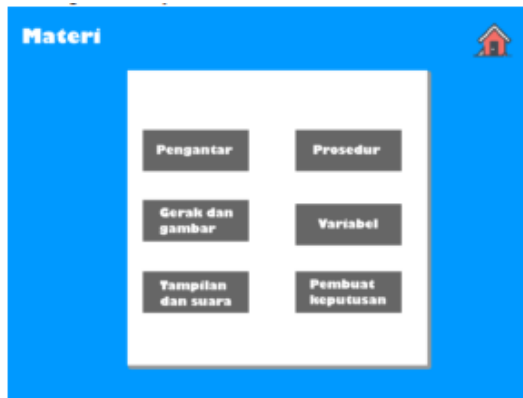 Materi
Pengantar
Prosedur
Gerak dan
gambar
Variabel
Tampilan
dan suara
Pembuat
keputusan